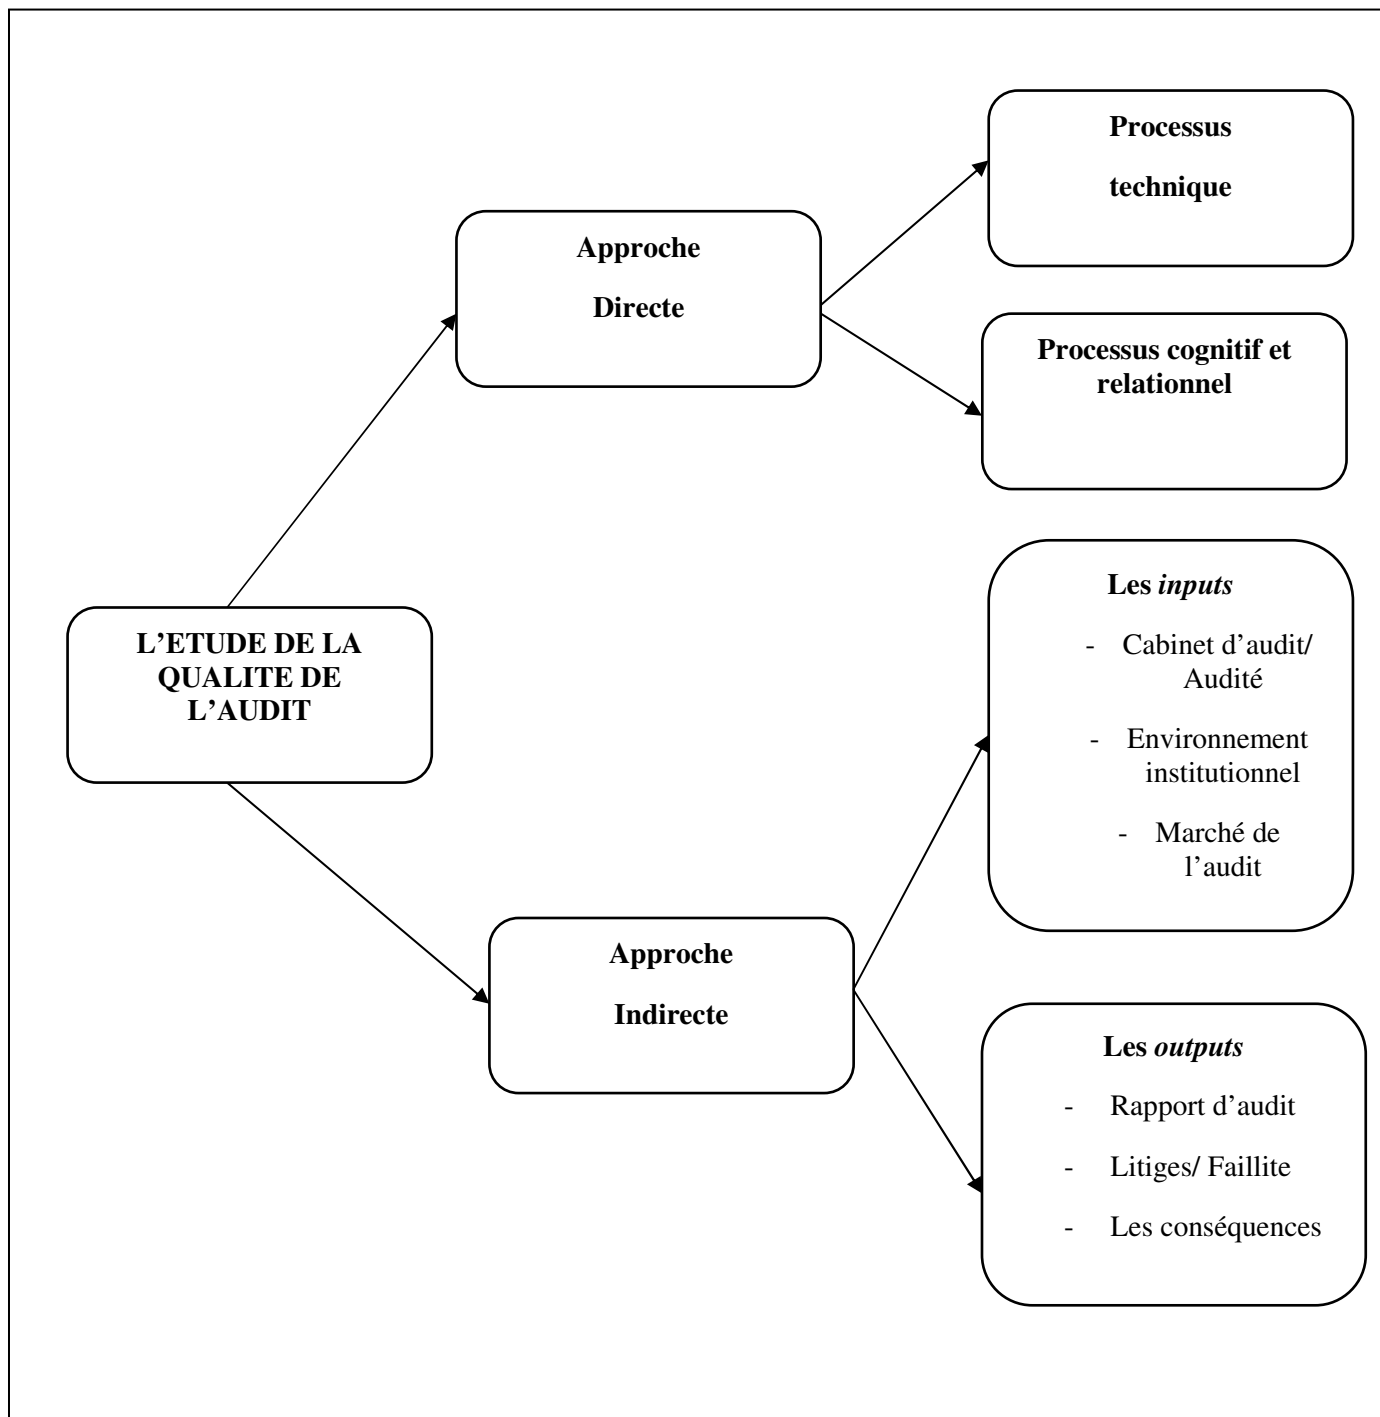 Processus
technique
Approche
Directe
Processus cognitif et
relationnel
L’ETUDE DE LA
QUALITE DE
L’AUDIT
Les inputs
- Cabinet d’audit/
Audité
- Environnement
institutionnel
- Marché de
l’audit
Approche
Indirecte
Les outputs
- Rapport d’audit
- Litiges/ Faillite
- Les conséquences